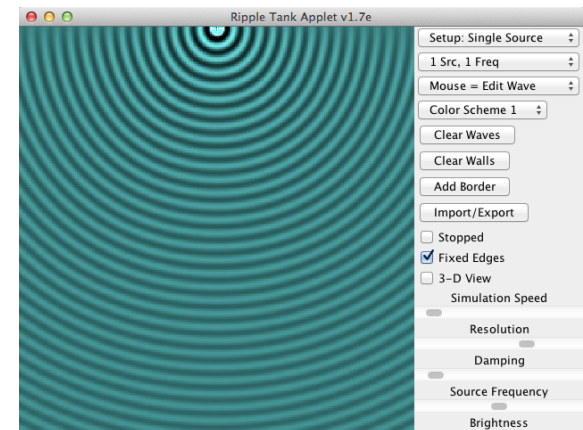 Ripple Tank Applet v1.7e
Setup: Single Source
1 Src, 1 Freq
Mouse = Edit Wave
Color Scheme 1
Clear Waves
Clear Walls
Add Border
Import/Export
Stopped
Fixed Edges
3-D View
Simulation Speed
Resolution
Damping
Source Frequency
Brightness